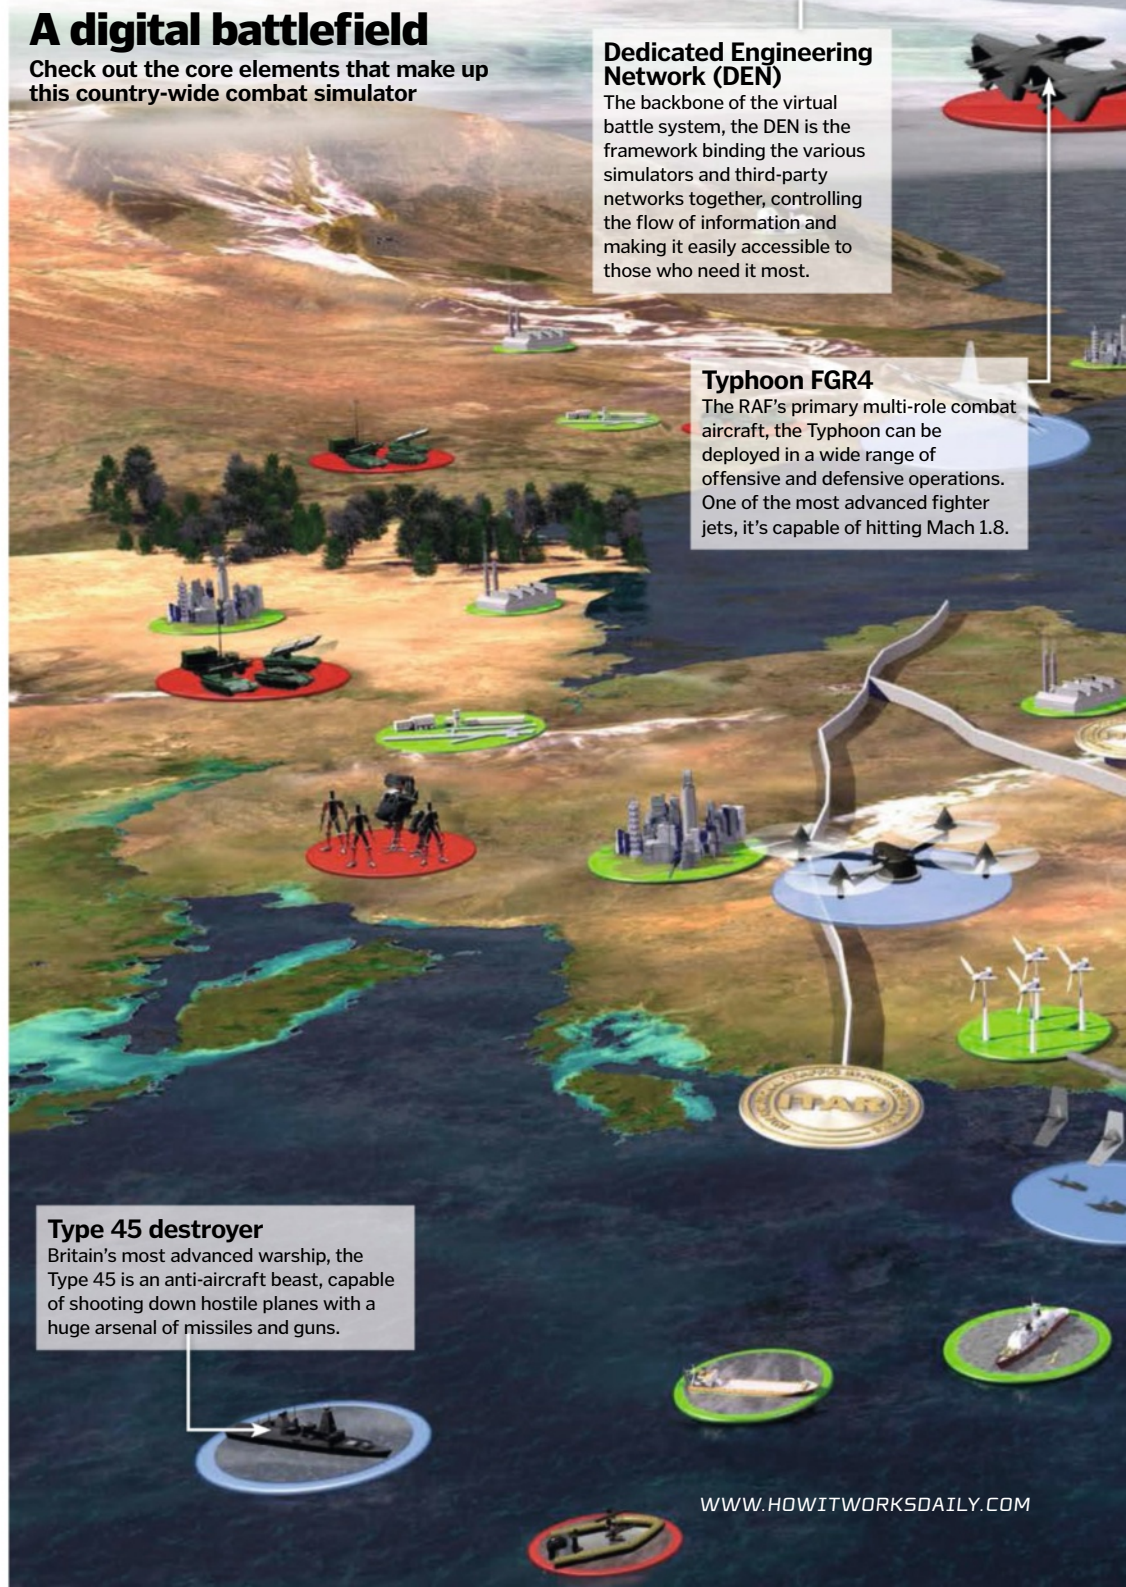 A digital battlefield
Check out the core elements that make up
this country-wide combat simulator
Dedicated Engineering
Network (DEN)
The backbone of the virtual
battle system, the DEN is the
framework binding the various
simulators and third-party
networks together, controlling
the flow of information and
making it easily accessible to
those who need it most.
Typhoon FGR4
The RAF's primary multi-role combat
aircraft, the Typhoon can be
deployed in a wide range of
offensive and defensive operations.
One of the most advanced fighter
jets, it's capable of hitting Mach 1.8.
ITAR
Type 45 destroyer
Britain's most advanced warship, the
Type 45 is an anti-aircraft beast, capable
of shooting down hostile planes with a
huge arsenal of missiles and guns.
WWW.HOWITWORKSDAILY.COM